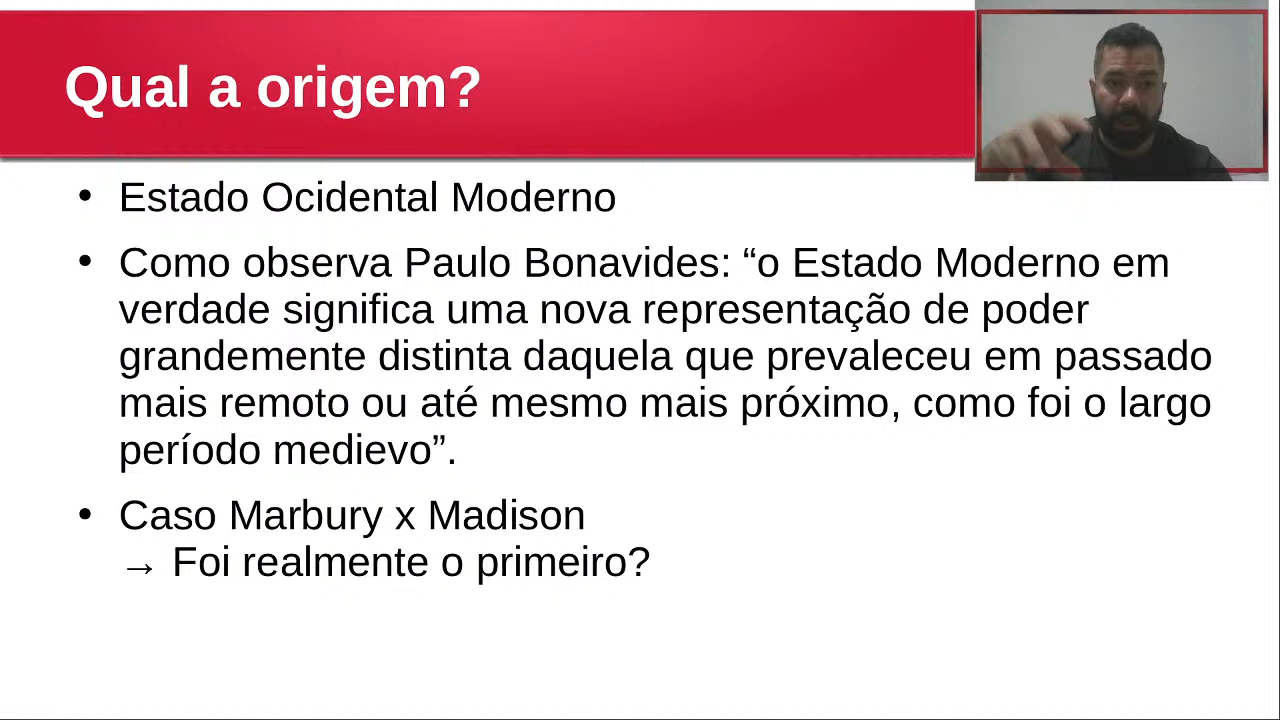 Qual a origem?
• Estado Ocidental Moderno
• Como observa Paulo Bonavides: “o Estado Moderno em
verdade significa uma nova representação de poder
grandemente distinta daquela que prevaleceu em passado
mais remoto ou até mesmo mais próximo, como foi o largo
período medievo”.
• Caso Marbury x Madison
→ Foi realmente o primeiro?